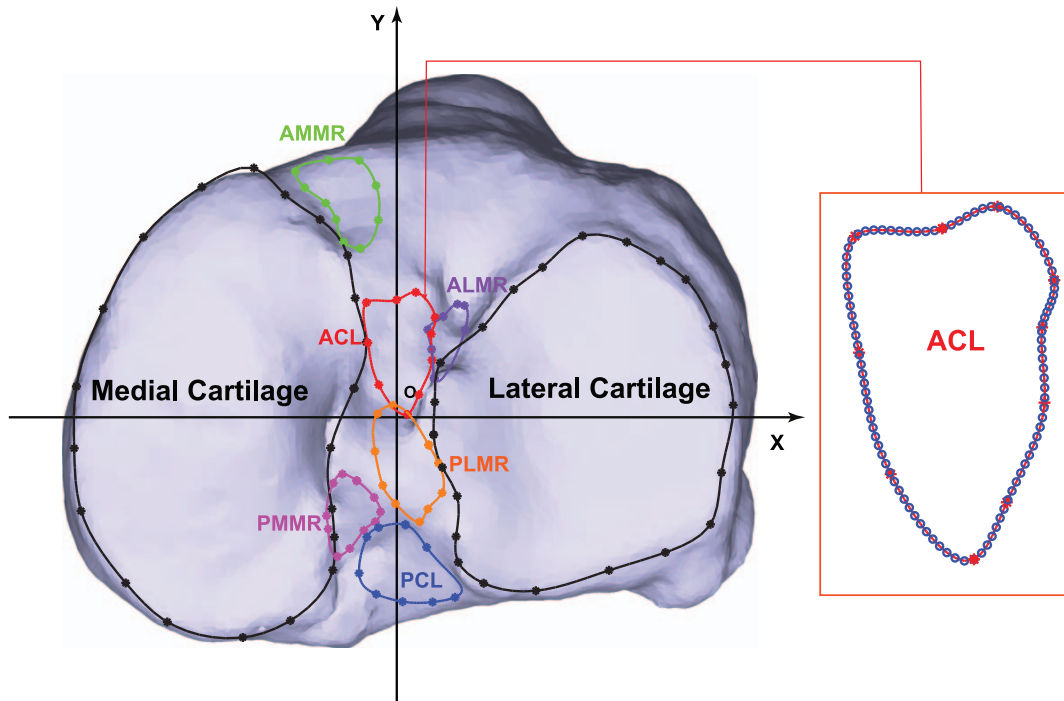 Y
AMMR
ALMR
ACL
ACL
Medial Cartilage
O
Lateral Cartilage
X
PLMR
PMMR
PCL